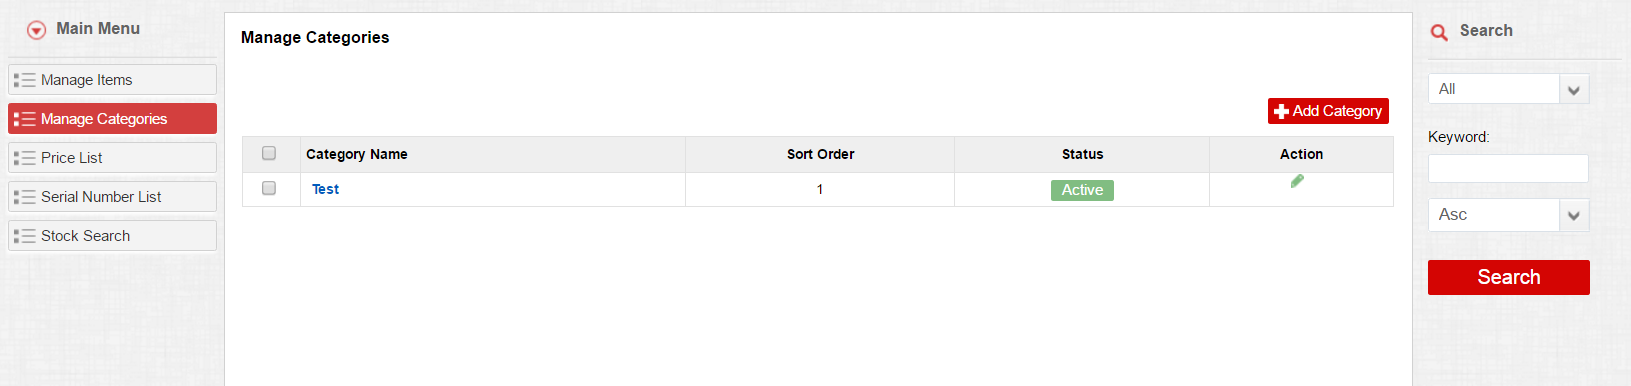 Main Menu
Manage Items
Manage Categories
Price List
Serial Number List
Stock Search
Manage Categories
Add Category
Category Name Sort Order Status Action
Test 1 Active
Search
All
Keyword:
Asc
Search